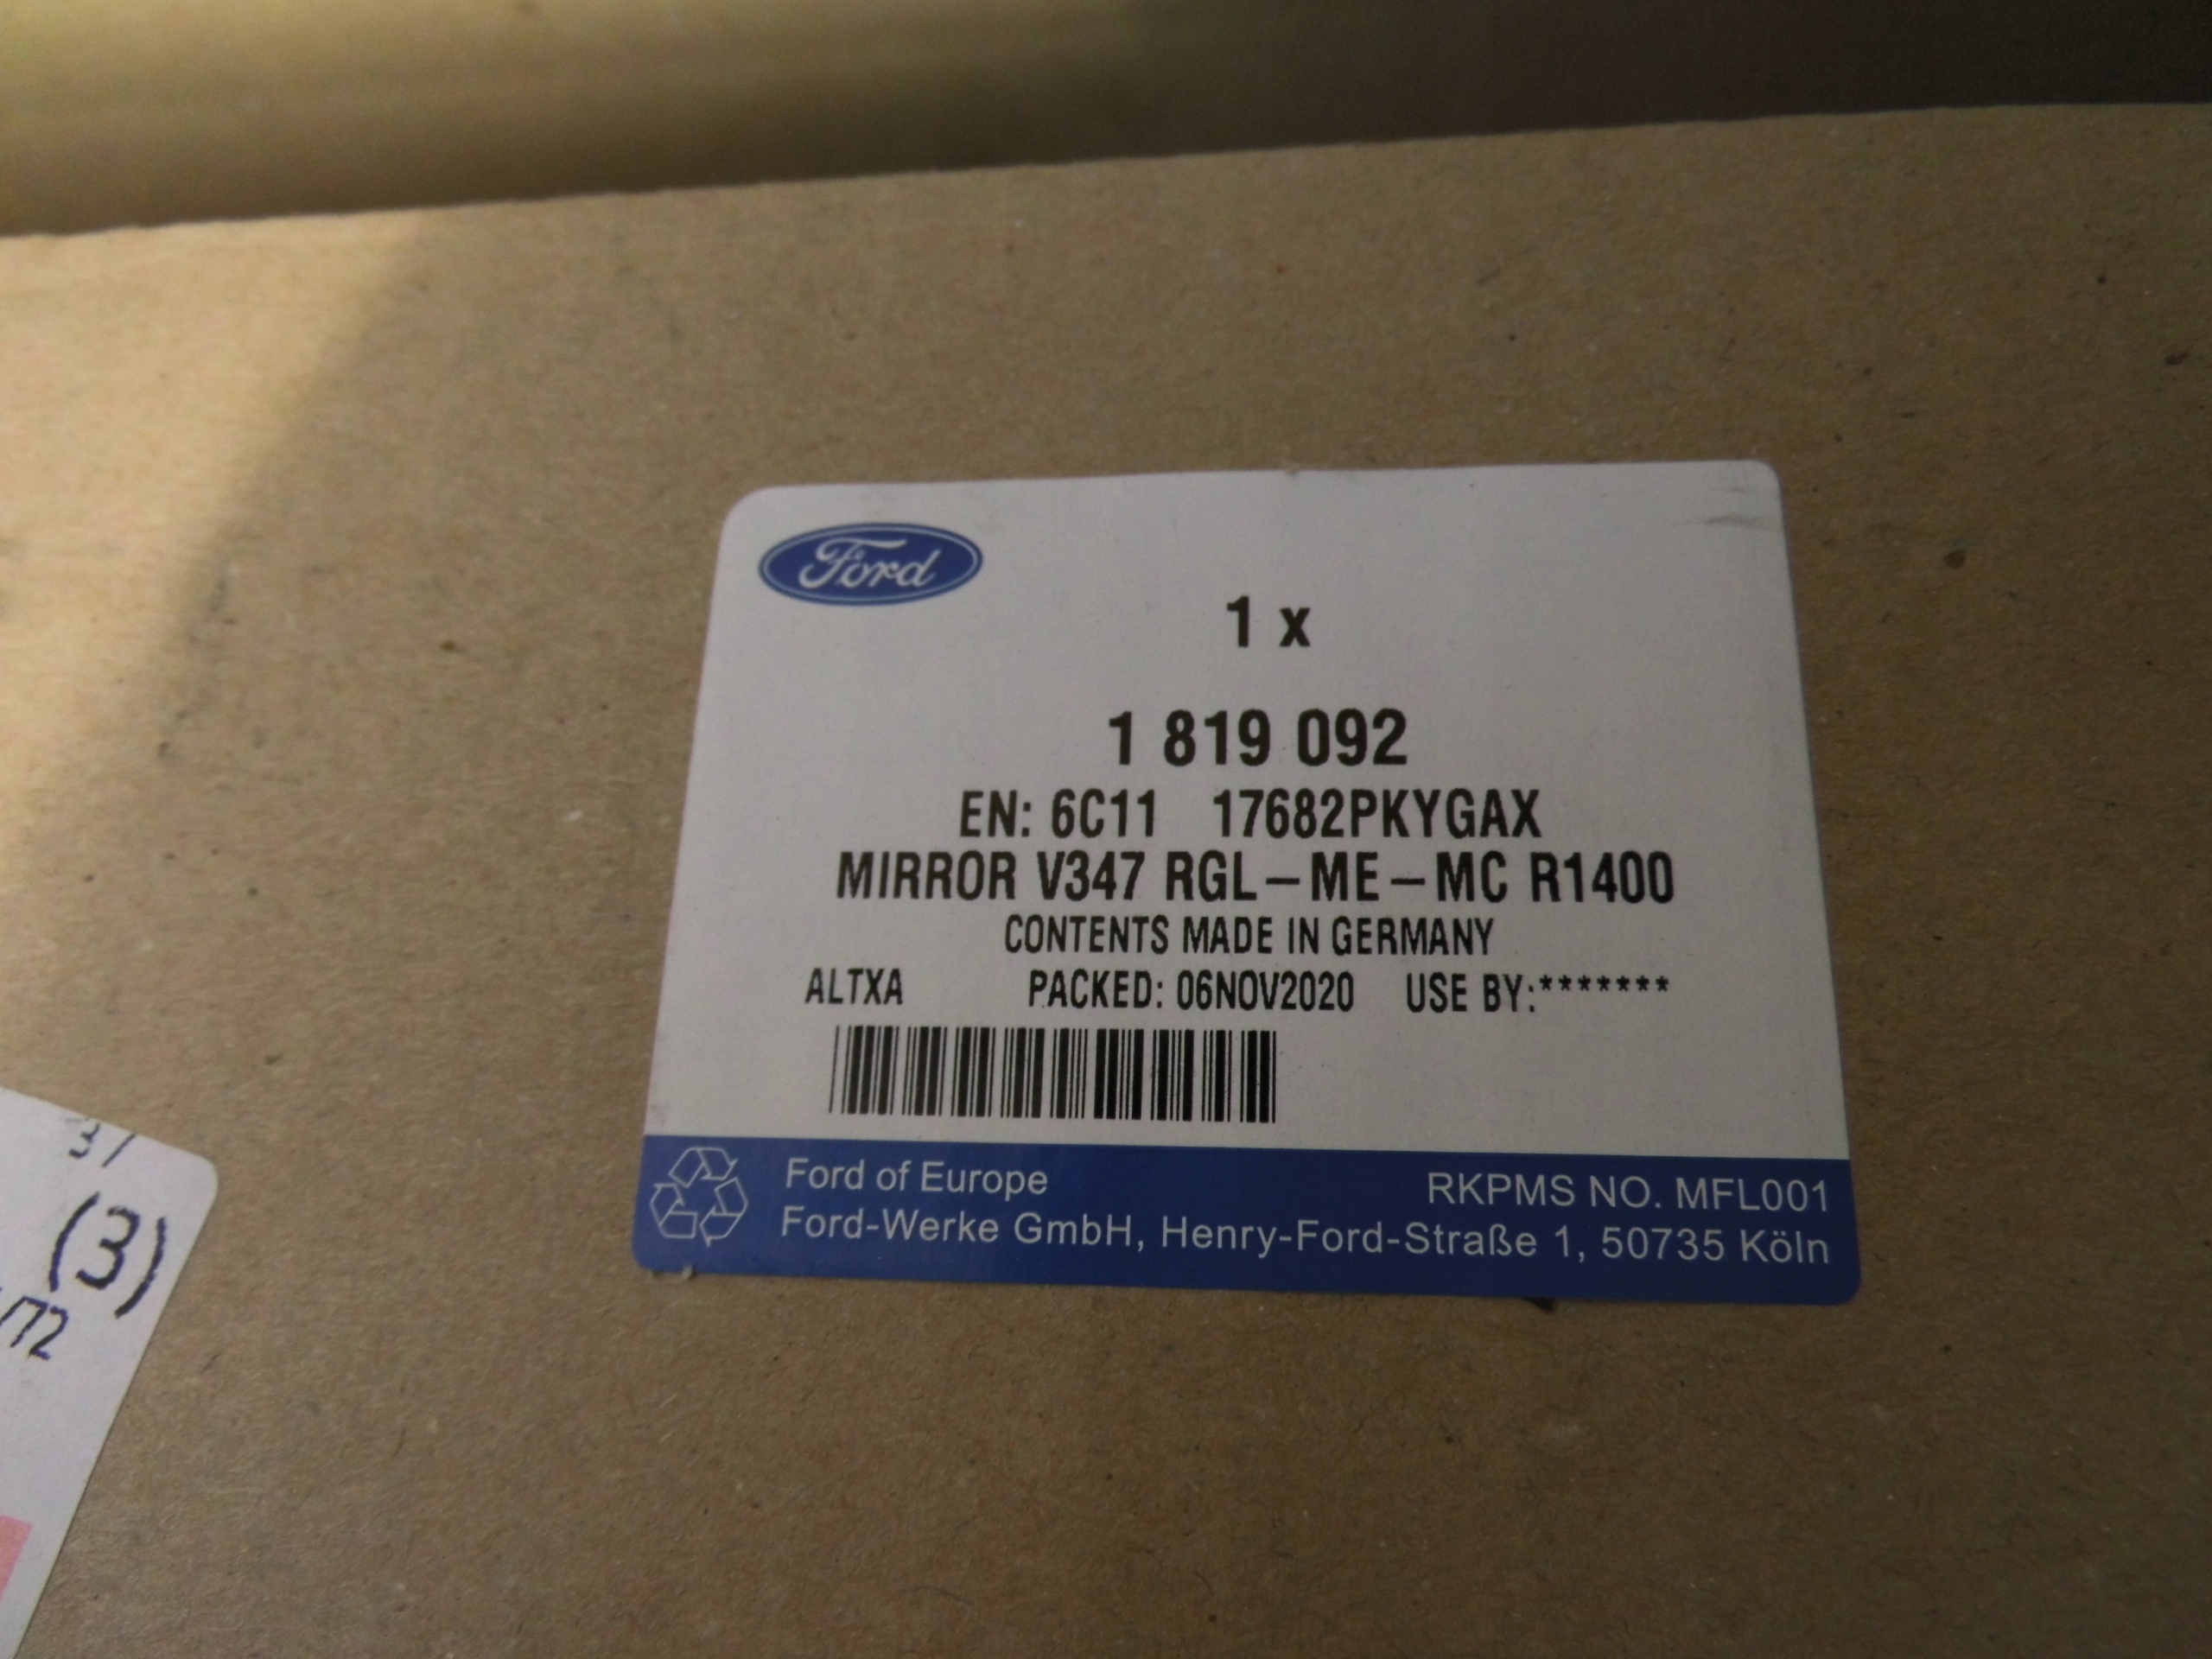 Ford
1 x
1 819 092
EN: 6C11 17682PKYGAX
MIRROR V347 RGL-ME-MC R1400
CONTENTS MADE IN GERMANY
ALTXA PACKED: 06NOV2020 USE BY:*******
Ford of Europe RKPMS NO. MFL001
Ford-Werke GmbH, Henry-Ford-Straße 1, 50735 Köln
(3)